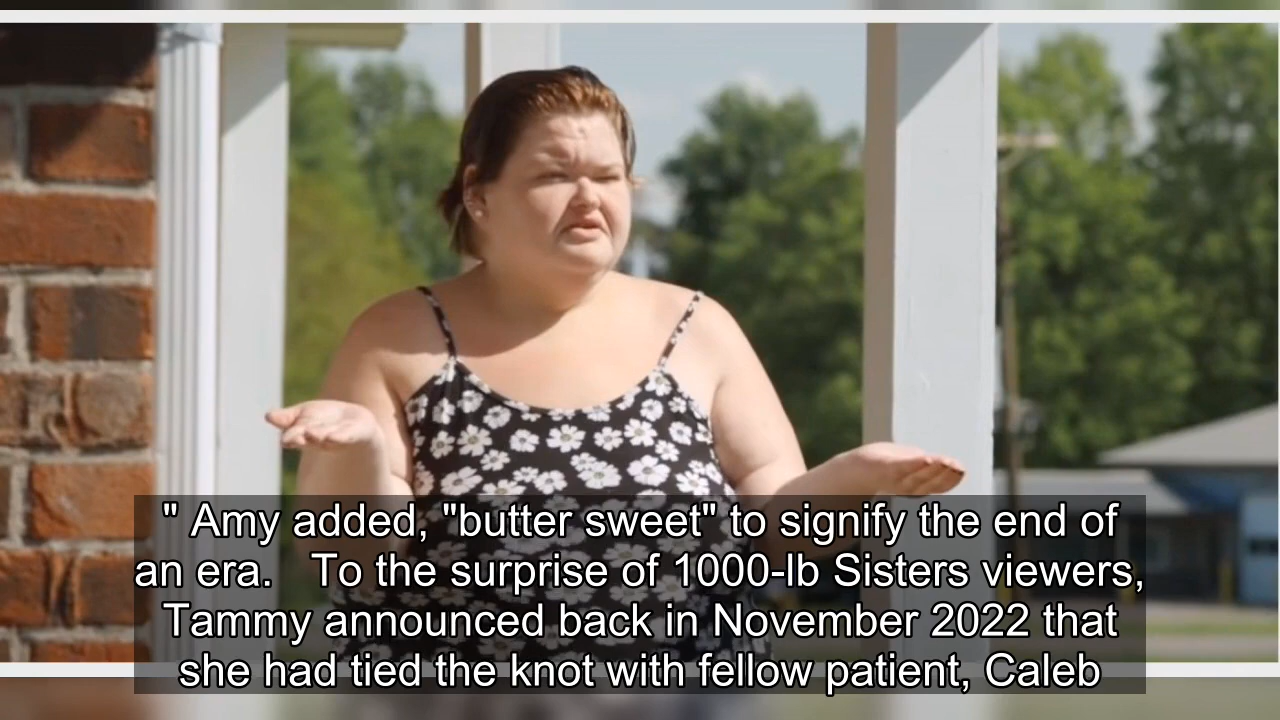 " Amy added, "butter sweet" to signify the end of
an era.   To the surprise of 1000-lb Sisters viewers,
Tammy announced back in November 2022 that
she had tied the knot with fellow patient, Caleb